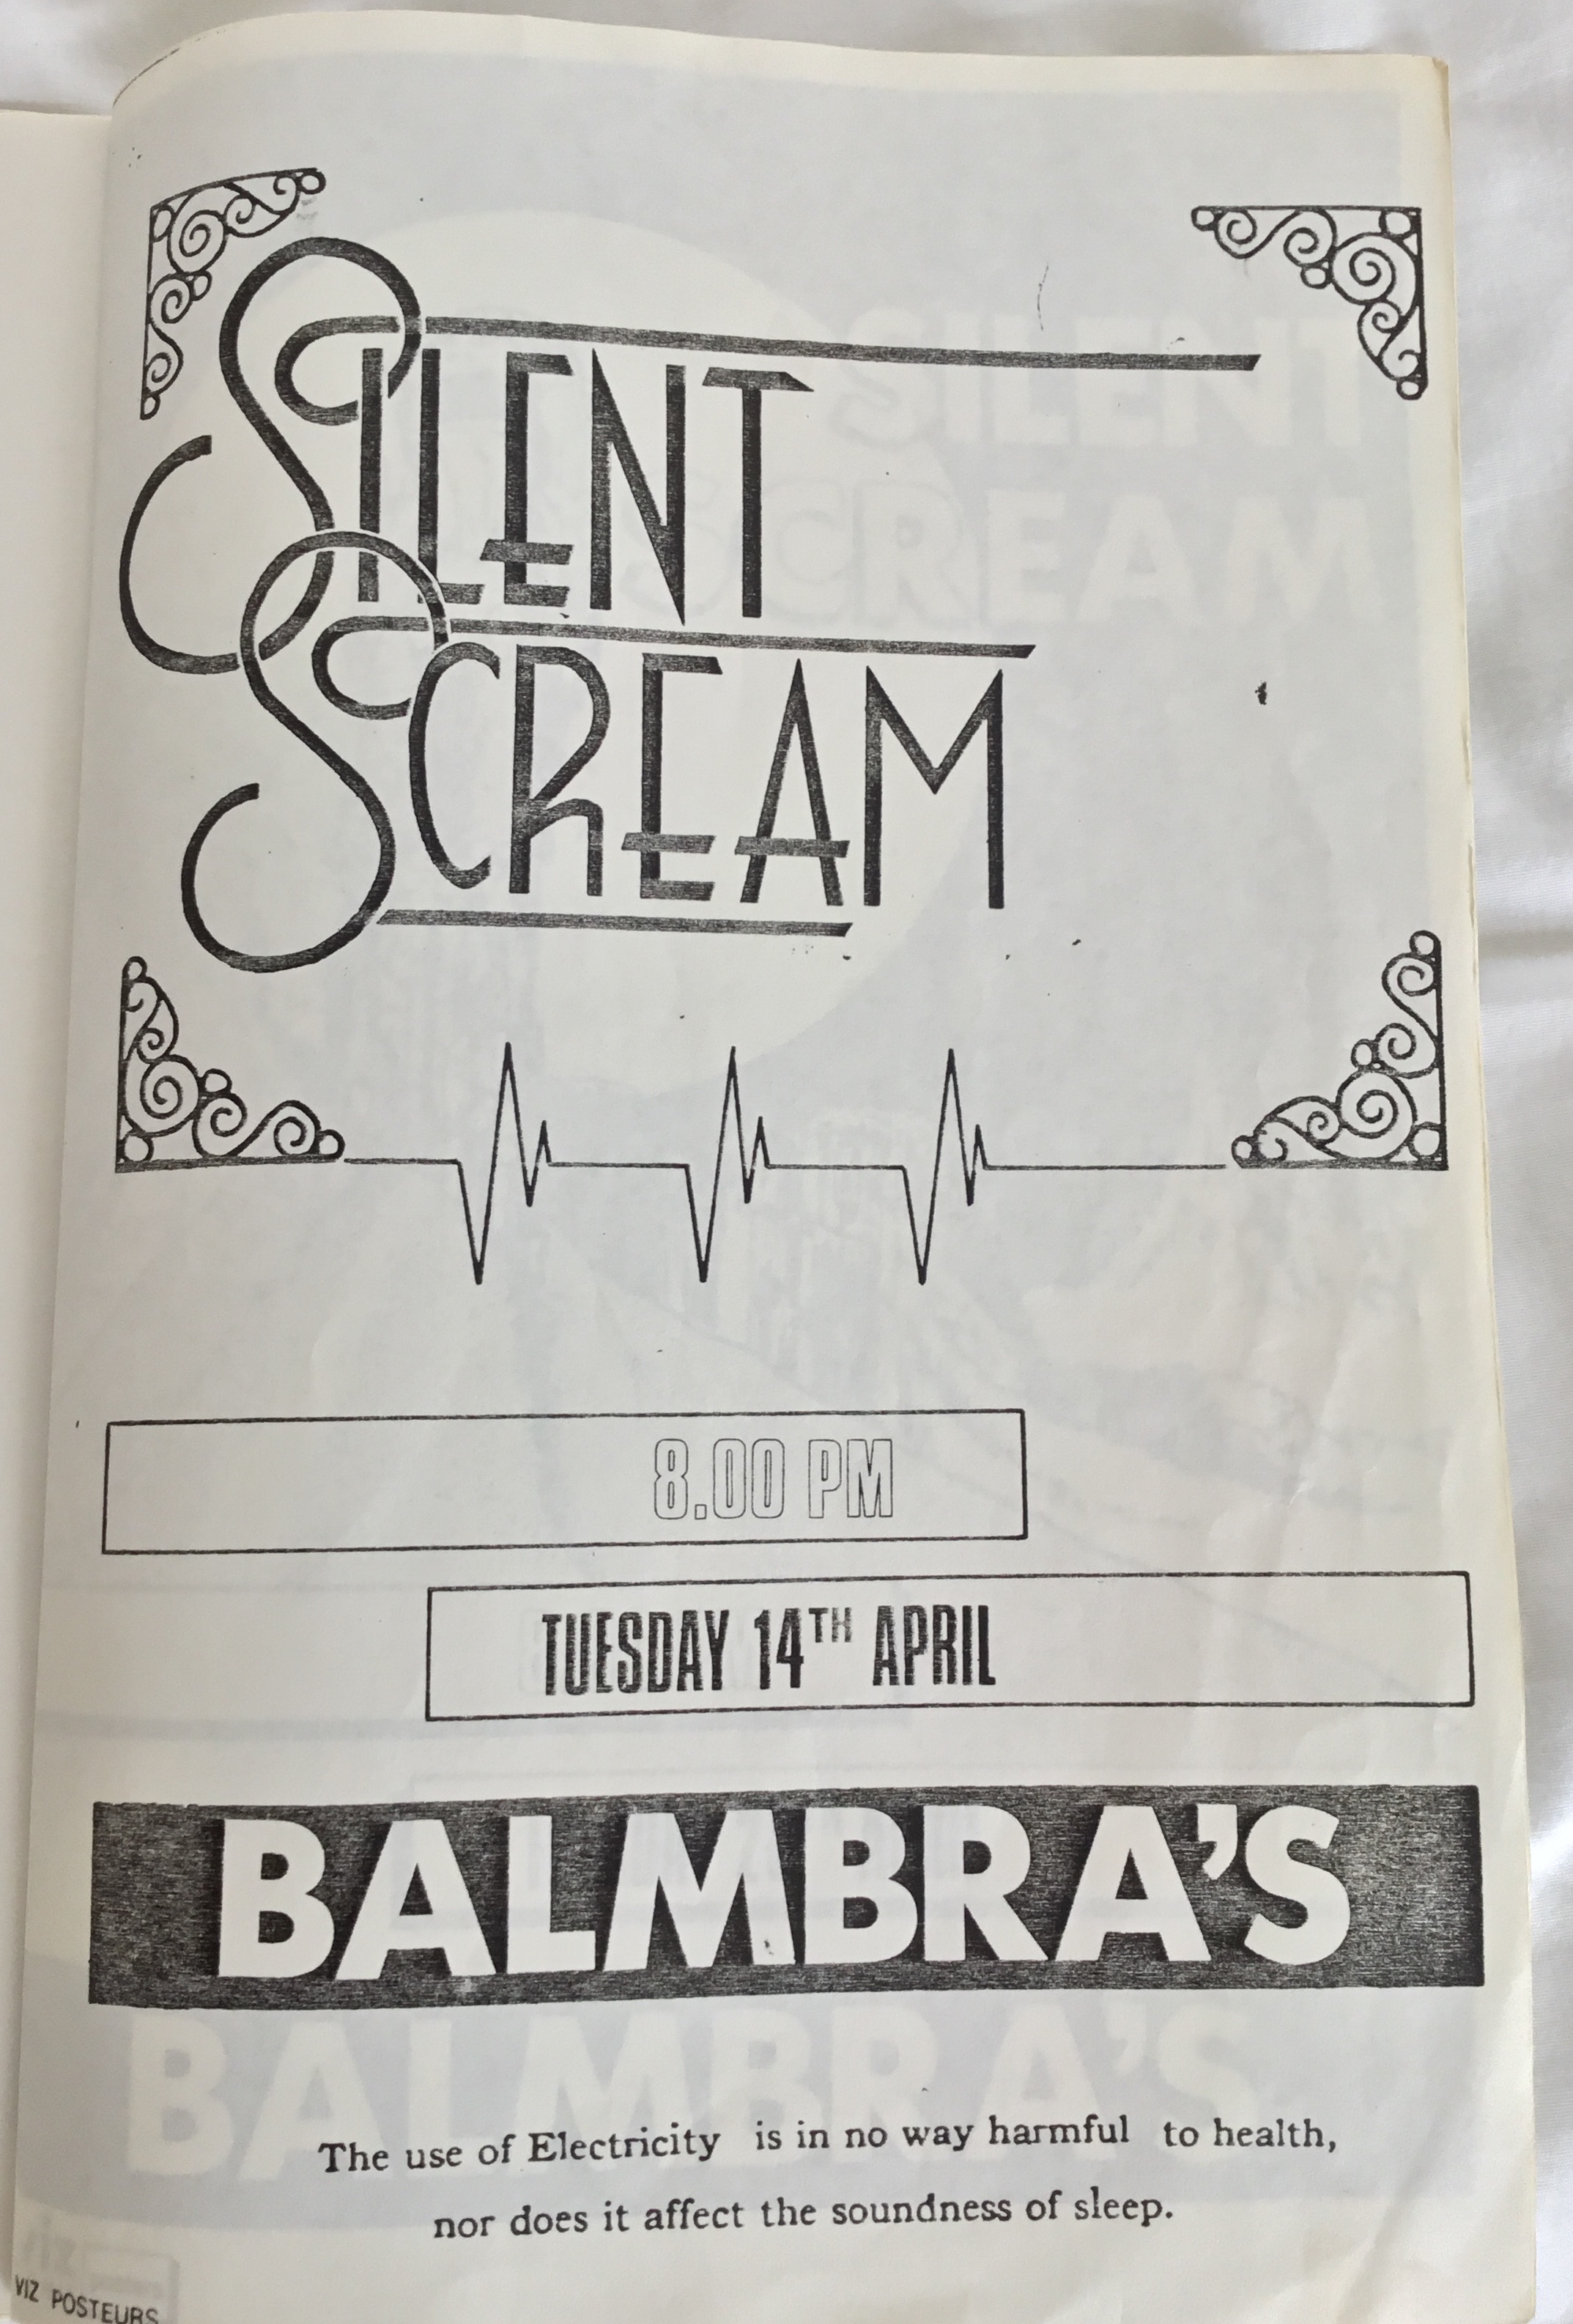 SILENT
SCREAM
8.00 PM
TUESDAY 14TH APRIL
BALMBRA'S
The use of Electricity is in no way harmful to health,
nor does it affect the soundness of sleep.
VIZ POSTEURS